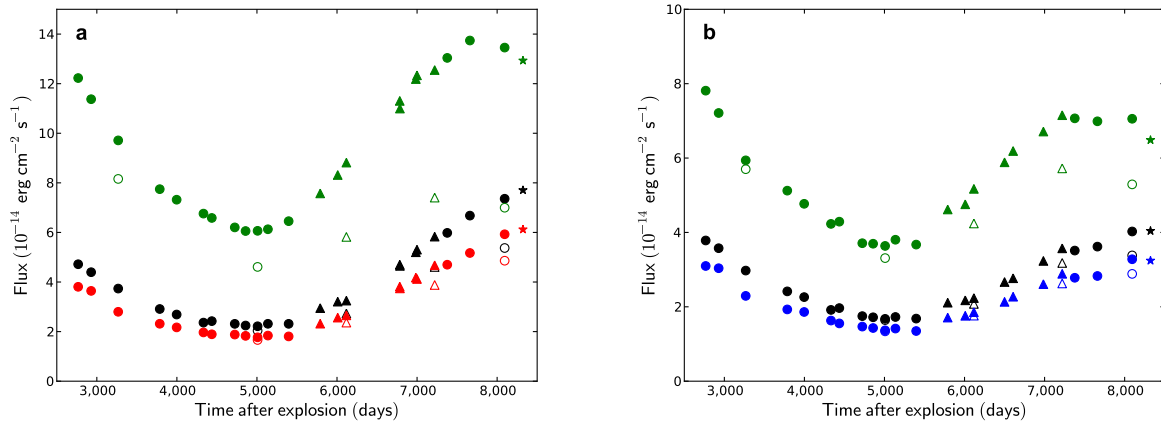 a
14
12
10
8
6
4
2
0
Flux (10⁻¹⁴ erg cm⁻² s⁻¹)
3,000 4,000 5,000 6,000 7,000 8,000
Time after explosion (days)
b
10
8
6
4
2
0
Flux (10⁻¹⁴ erg cm⁻² s⁻¹)
3,000 4,000 5,000 6,000 7,000 8,000
Time after explosion (days)